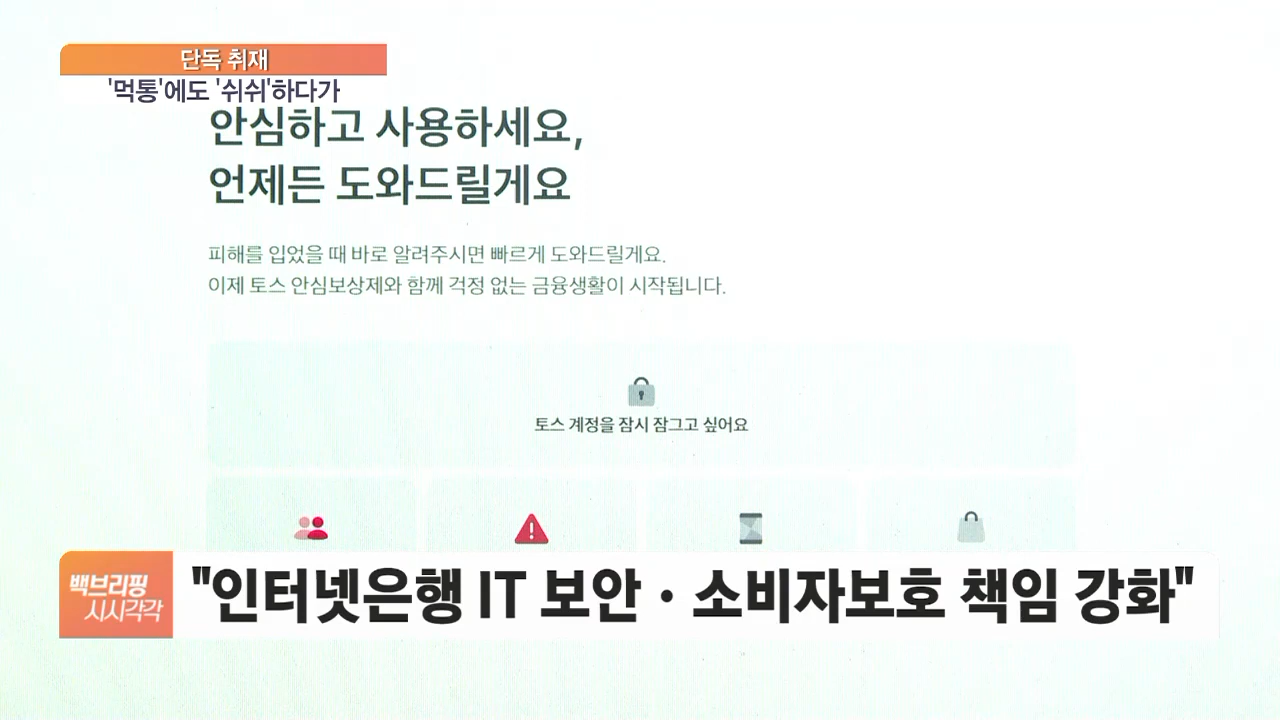 단독 취재
'먹통'에도 '쉬쉬'하다가
안심하고 사용하세요,
언제든 도와드릴게요
피해를 입었을 때 바로 알려주시면 빠르게 도와드릴게요.
이제 토스 안심보상제와 함께 걱정 없는 금융생활이 시작됩니다.
토스 계정을 잠시 잠그고 싶어요
백브리핑
시시각각
"인터넷은행 IT 보안·소비자보호 책임 강화"